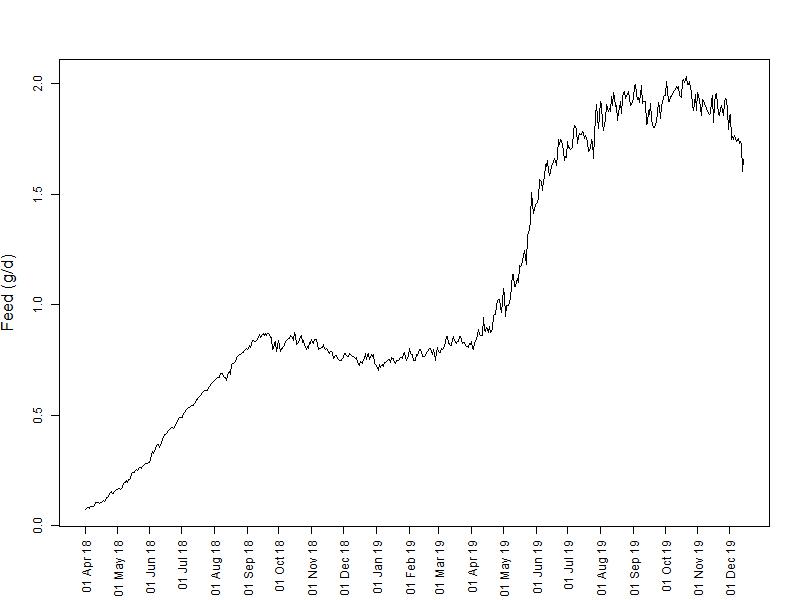 Feed (g/d)
2.0
1.5
1.0
0.5
0.0
01 Apr 18
01 May 18
01 Jun 18
01 Jul 18
01 Aug 18
01 Sep 18
01 Oct 18
01 Nov 18
01 Dec 18
01 Jan 19
01 Feb 19
01 Mar 19
01 Apr 19
01 May 19
01 Jun 19
01 Jul 19
01 Aug 19
01 Sep 19
01 Oct 19
01 Nov 19
01 Dec 19